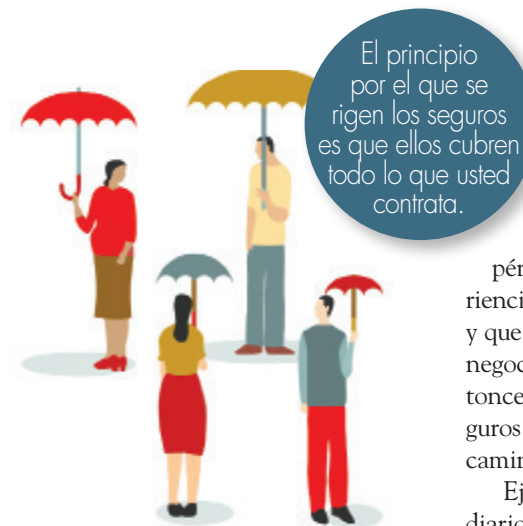 El principio
por el que se
rigen los seguros
es que ellos cubren
todo lo que usted
contrata.
pér
rienci
y que
negoc
tonce
guros
camin
Ej
diario